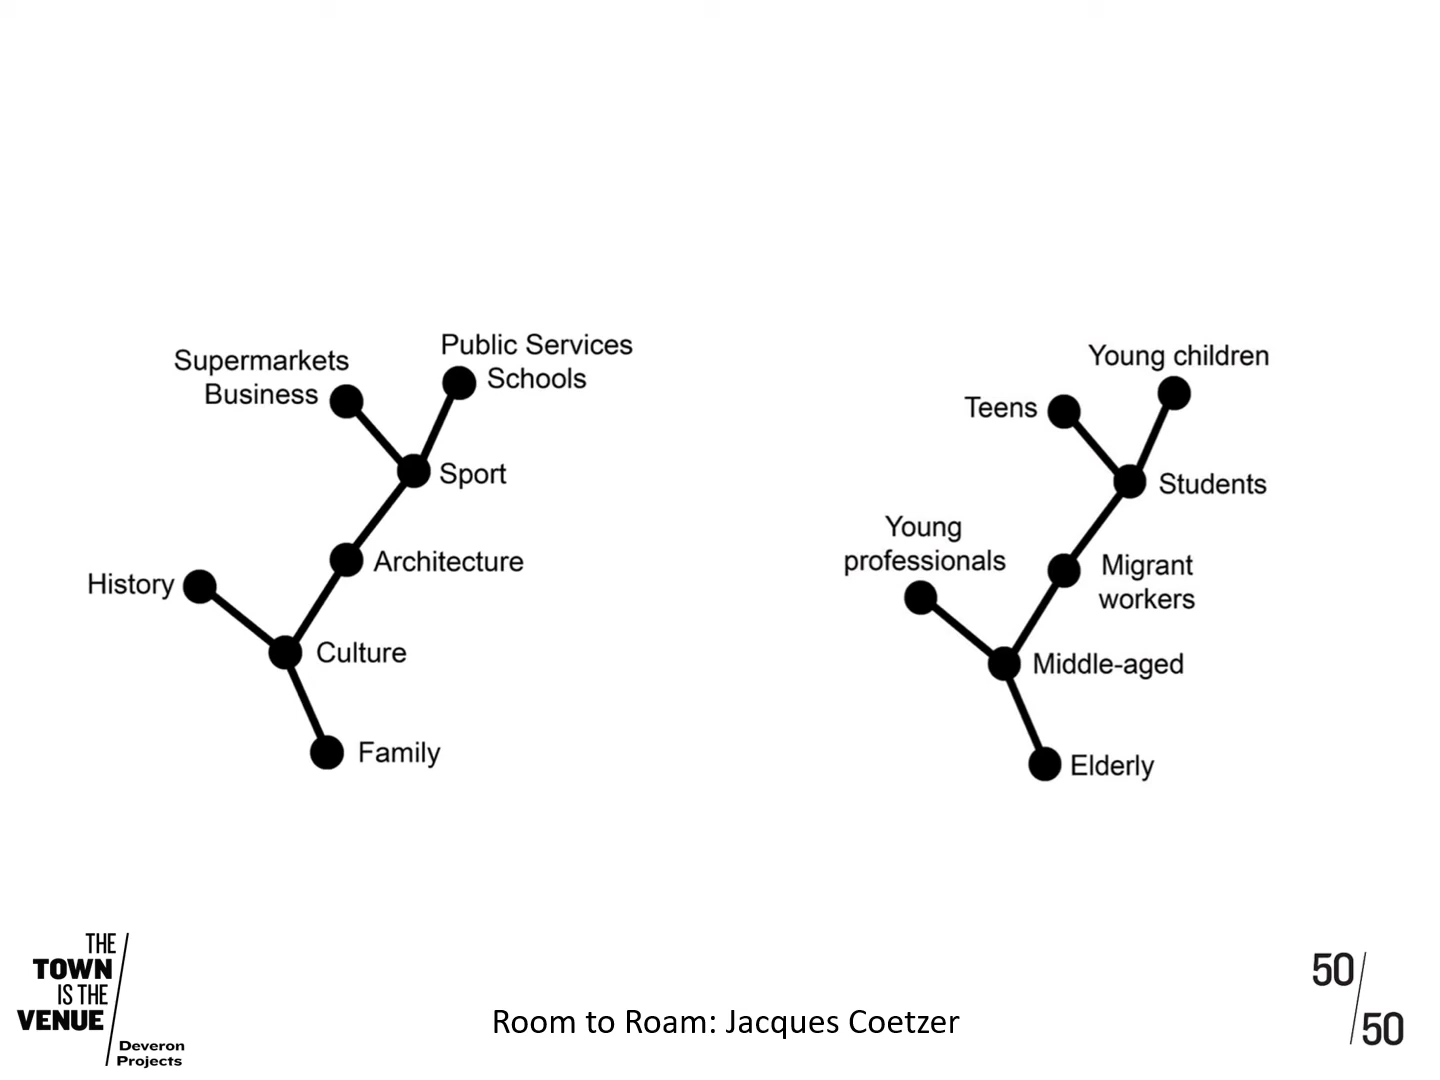 Supermarkets
Business
Public Services
Schools
Sport
Architecture
History
Culture
Family
Young children
Teens
Students
Young
professionals
Migrant
workers
Middle-aged
Elderly
THE
TOWN
IS THE
VENUE
Deveron
Projects
Room to Roam: Jacques Coetzer
50
50